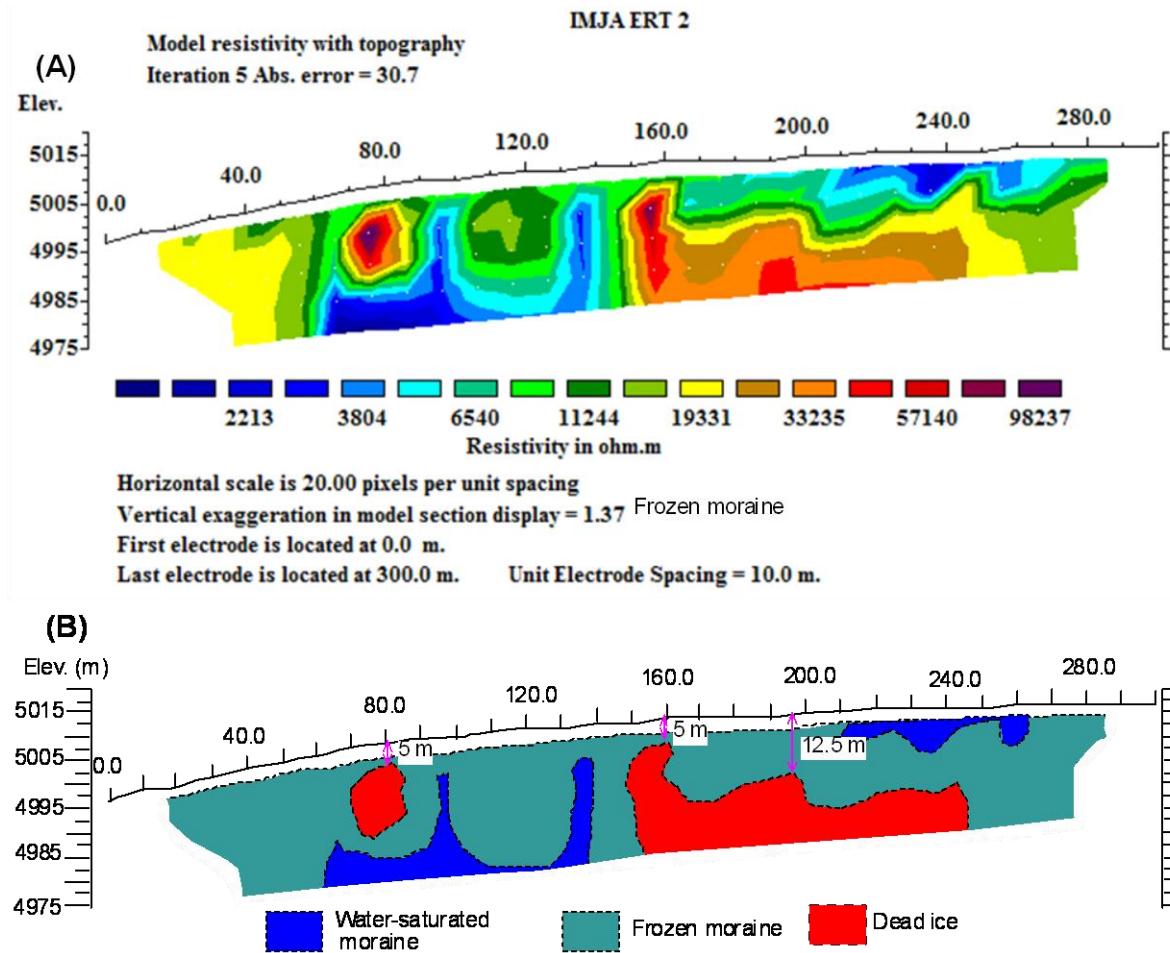 IMJA ERT 2
Model resistivity with topography
(A)
Iteration 5 Abs. error = 30.7
Elev.
0.0 40.0 80.0 120.0 160.0 200.0 240.0 280.0
5015
5005
4995
4985
4975
2213 3804 6540 11244 19331 33235 57140 98237
Resistivity in ohm.m
Horizontal scale is 20.00 pixels per unit spacing
Vertical exaggeration in model section display = 1.37 Frozen moraine
First electrode is located at 0.0 m.
Last electrode is located at 300.0 m. Unit Electrode Spacing = 10.0 m.
(B)
Elev. (m)
0.0 40.0 80.0 120.0 160.0 200.0 240.0 280.0
5015
5005
4995
4985
4975
5 m
5 m
12.5 m
Water-saturated
moraine
Frozen moraine
Dead ice